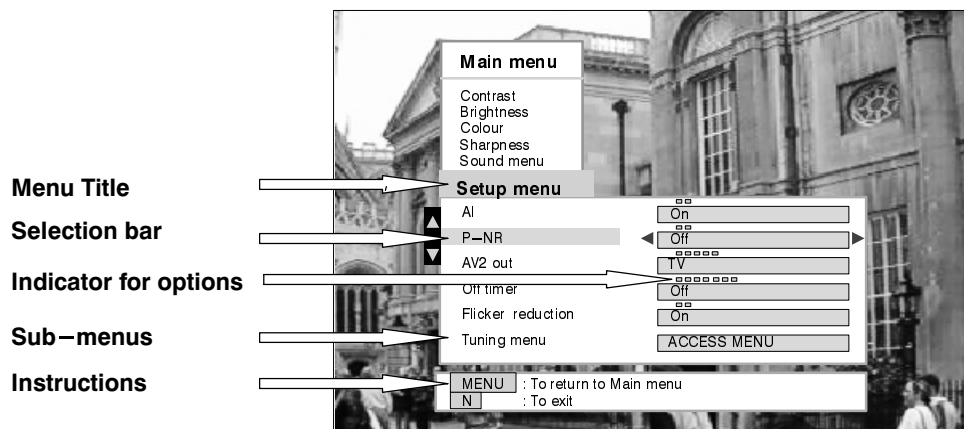 Main menu
Contrast
Brightness
Colour
Sharpness
Sound menu
Menu Title
Setup menu
AI On
Selection bar
P−NR Off
AV2 out TV
Indicator for options
Off timer Off
Flicker reduction On
Sub−menus
Tuning menu ACCESS MENU
Instructions
MENU : To return to Main menu
N : To exit